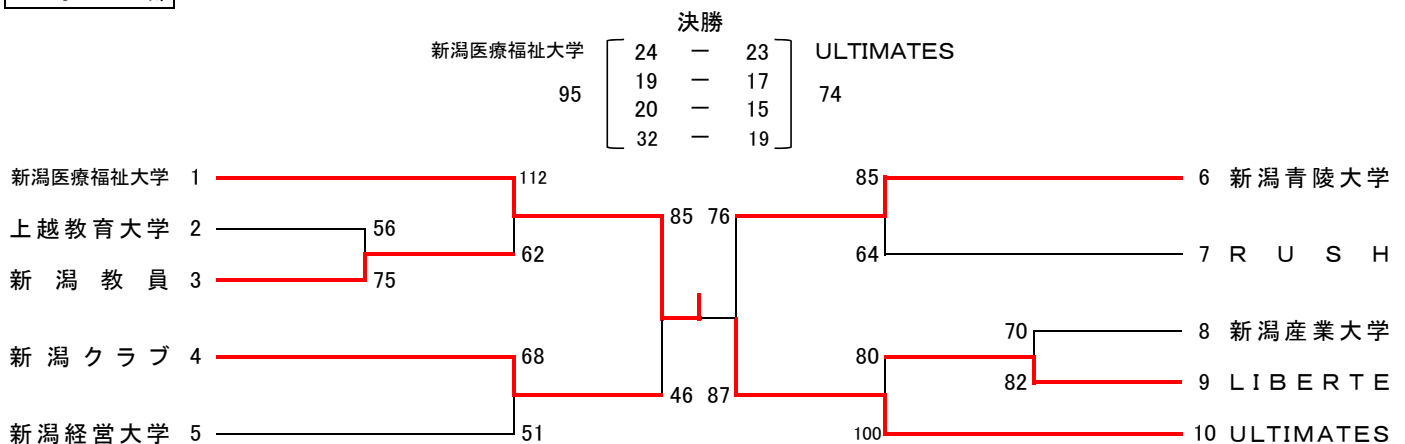 決勝
新潟医療福祉大学 24 － 23 ULTIMATES
19 － 17
95 74
20 － 15
32 － 19
新潟医療福祉大学 1 112 85 6 新潟青陵大学
85 76
上越教育大学 2 56
62 64 7 RUSH
新潟教員 3 75
70 8 新潟産業大学
新潟クラブ 4 68 80
82 9 LIBERTE
46 87
新潟経営大学 5 51 100 10 ULTIMATES